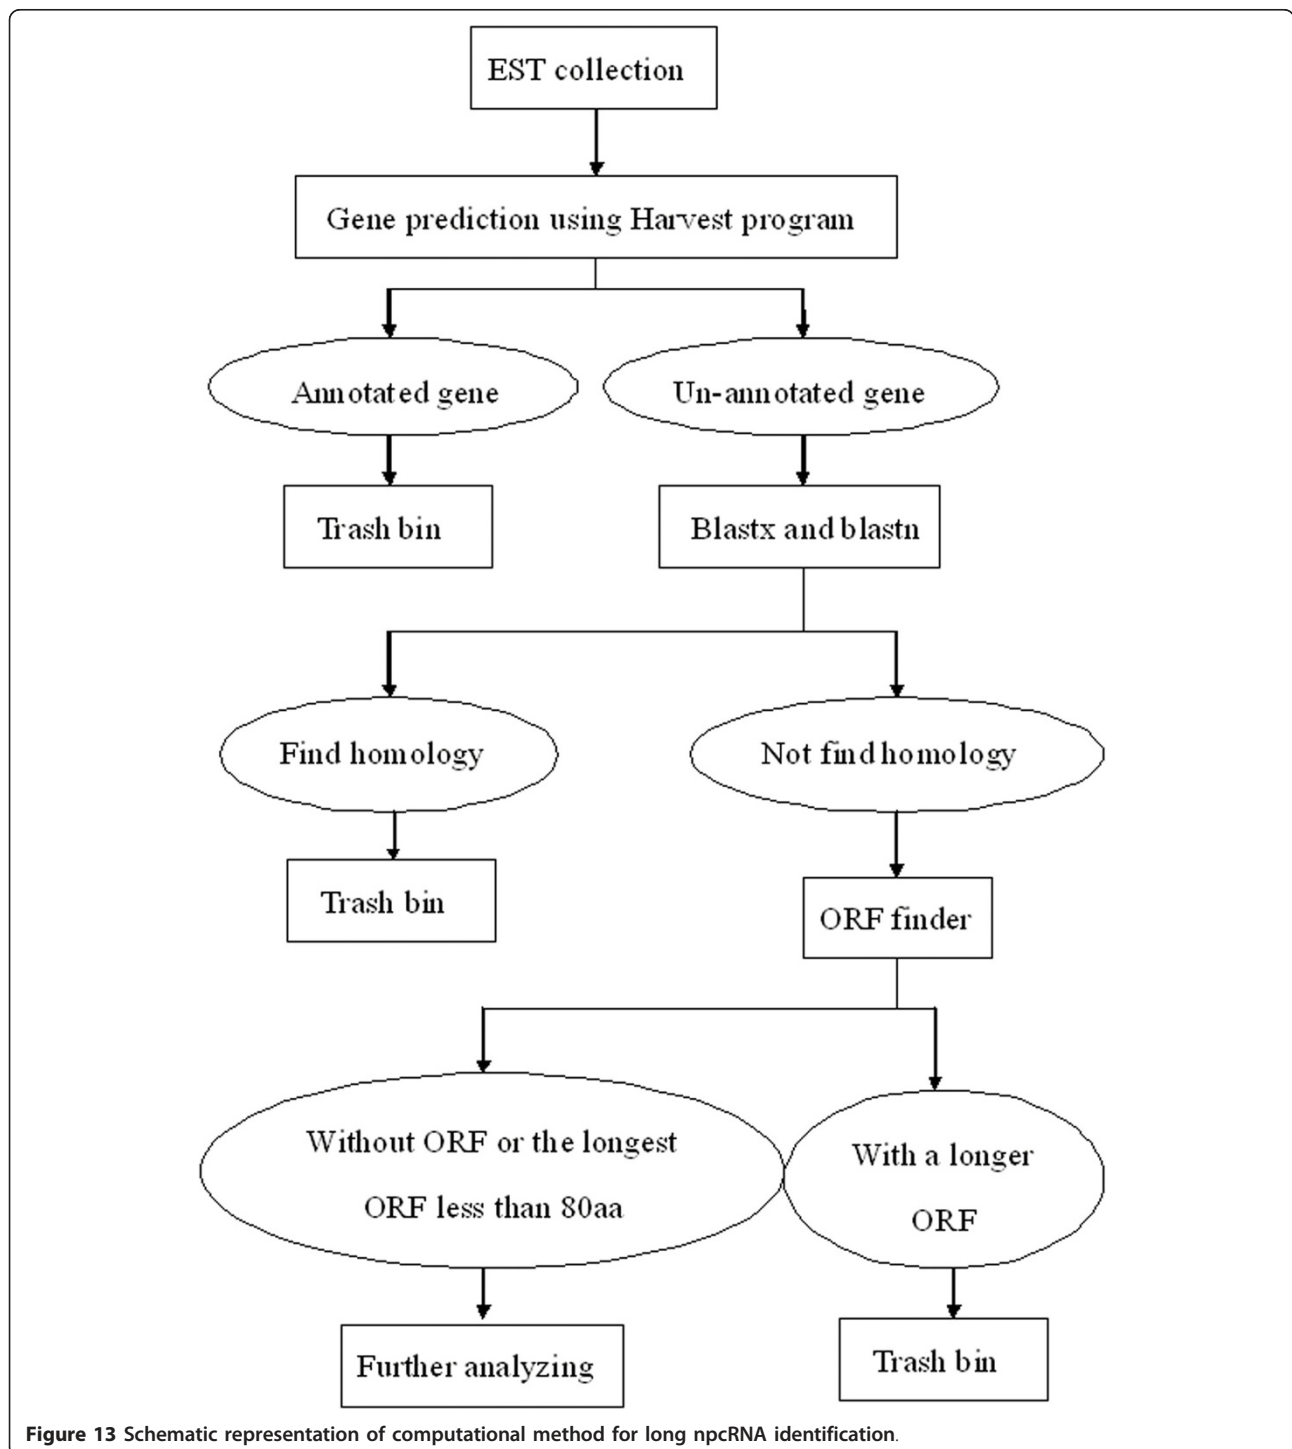 EST collection
Gene prediction using Harvest program
Annotated gene
Un-annotated gene
Trash bin
Blastx and blastn
Find homology
Not find homology
Trash bin
ORF finder
Without ORF or the longest
ORF less than 80aa
With a longer
ORF
Further analyzing
Trash bin
Figure 13 Schematic representation of computational method for long npcRNA identification.